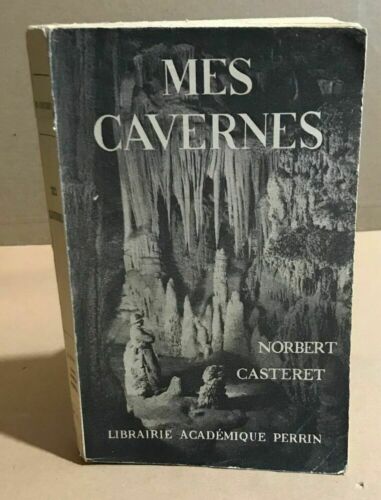 MES
CAVERNES
NORBERT
CASTERET
LIBRAIRIE ACADÉMIQUE PERRIN